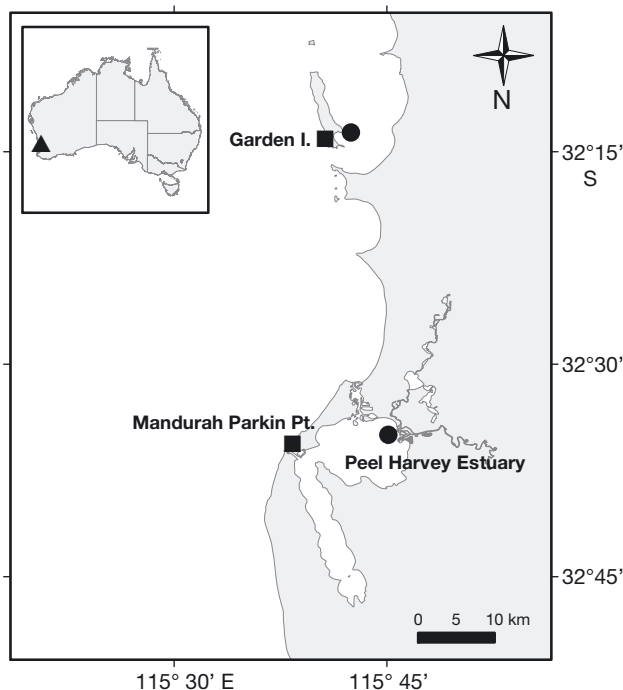 N
Garden I.
32°15'
S
32°30'
Mandurah Parkin Pt.
Peel Harvey Estuary
32°45'
0 5 10 km
115° 30' E 115° 45'